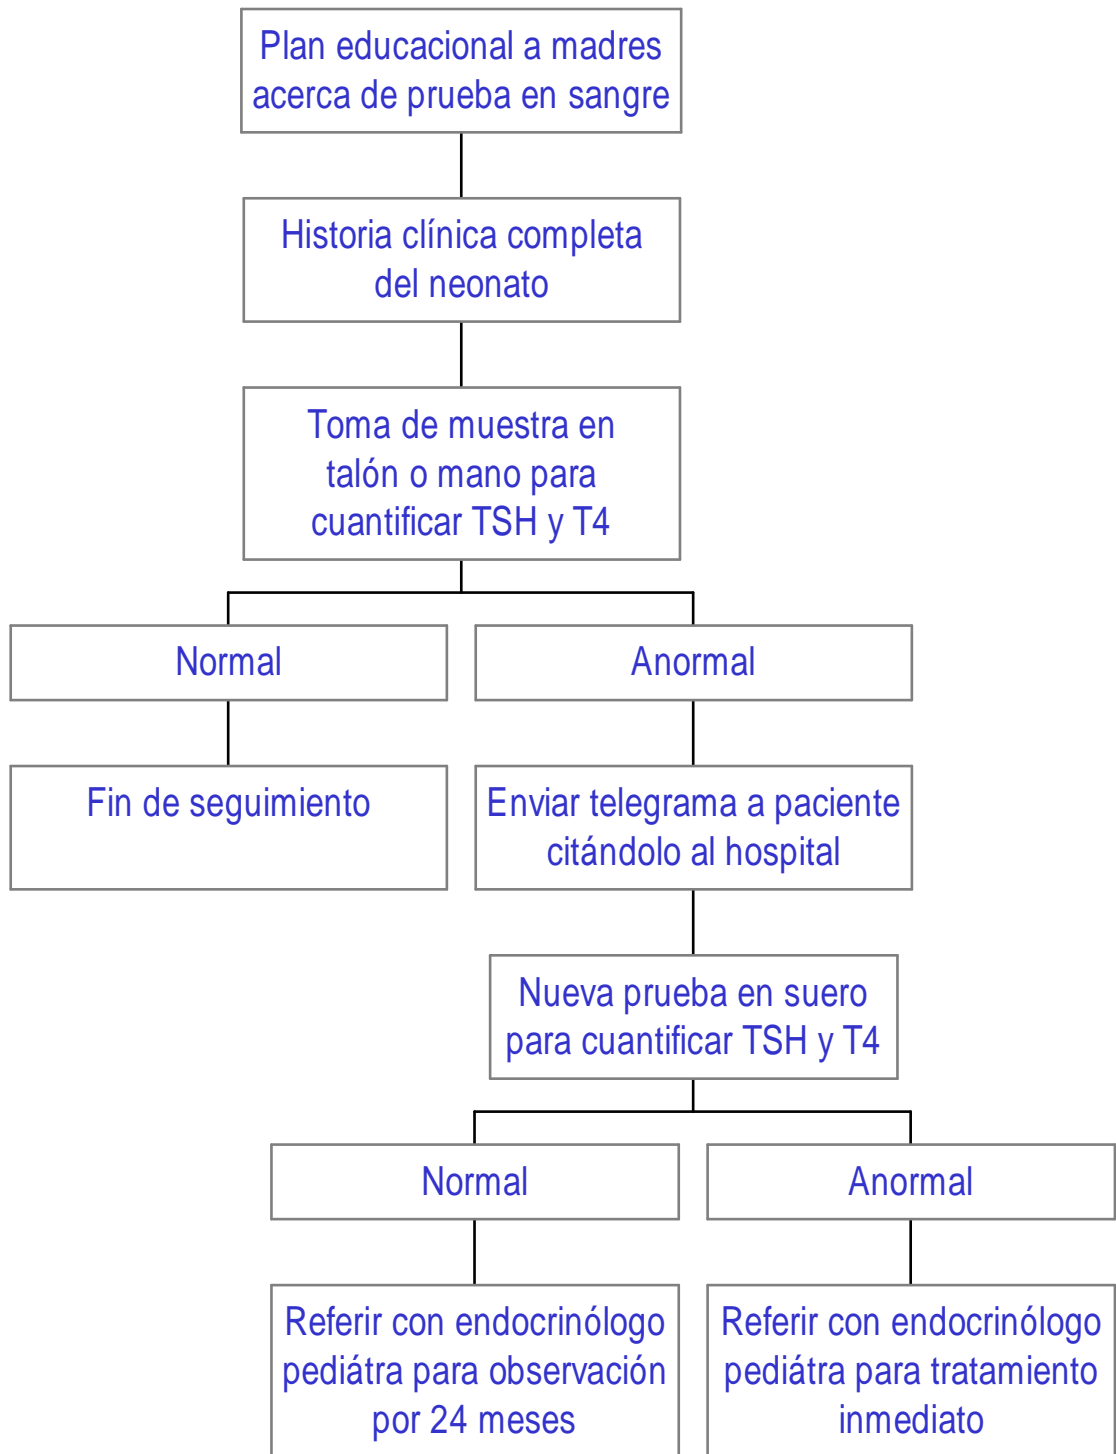 Plan educacional a madres
acerca de prueba en sangre
Historia clínica completa
del neonato
Toma de muestra en
talón o mano para
cuantificar TSH y T4
Normal
Anormal
Fin de seguimiento
Enviar telegrama a paciente
citándolo al hospital
Nueva prueba en suero
para cuantificar TSH y T4
Normal
Anormal
Referir con endocrinólogo
pediátra para observación
por 24 meses
Referir con endocrinólogo
pediátra para tratamiento
inmediato